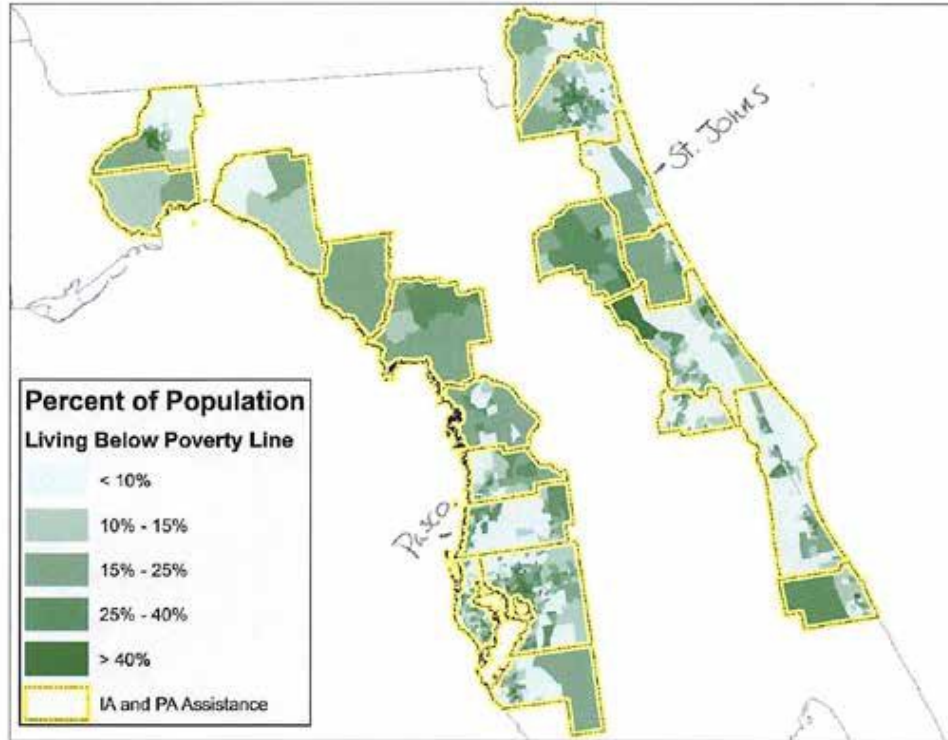 St. Johns
Pasco
Percent of Population
Living Below Poverty Line
< 10%
10% - 15%
15% - 25%
25% - 40%
> 40%
IA and PA Assistance